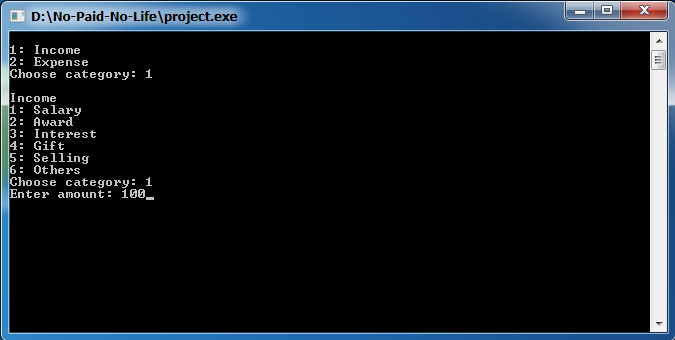 D:\No-Paid-No-Life\project.exe
1: Income
2: Expense
Choose category: 1
Income
1: Salary
2: Award
3: Interest
4: Gift
5: Selling
6: Others
Choose category: 1
Enter amount: 100_